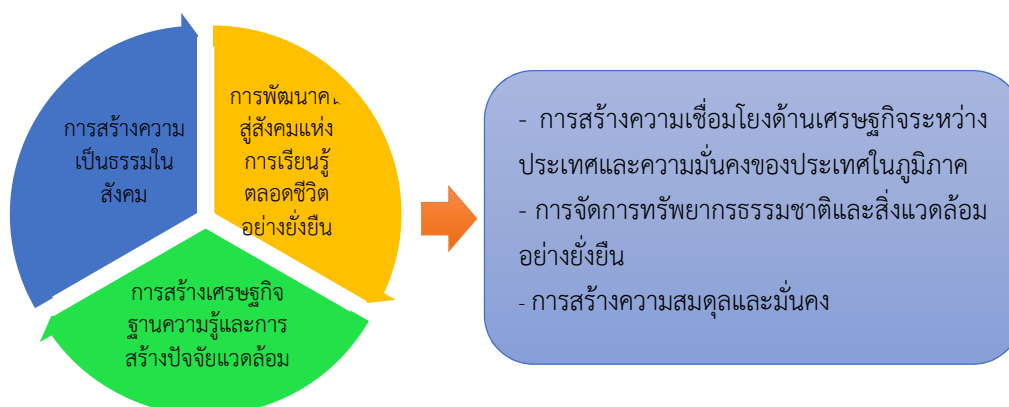 การสร้างความ
เป็นธรรมใน
สังคม
สู่สังคมแห่ง
การเรียนรู้
ตลอดชีวิต
อย่างยั่งยืน
การสร้างเศรษฐกิจ
ฐานความรู้และการ
สร้างปัจจัยแวดล้อม
- การสร้างความเชื่อมโยงด้านเศรษฐกิจระหว่าง
ประเทศและความมั่นคงของประเทศในภูมิภาค
- การจัดการทรัพยากรธรรมชาติและสิ่งแวดล้อม
อย่างยั่งยืน
- การสร้างความสมดุลและมั่นคง